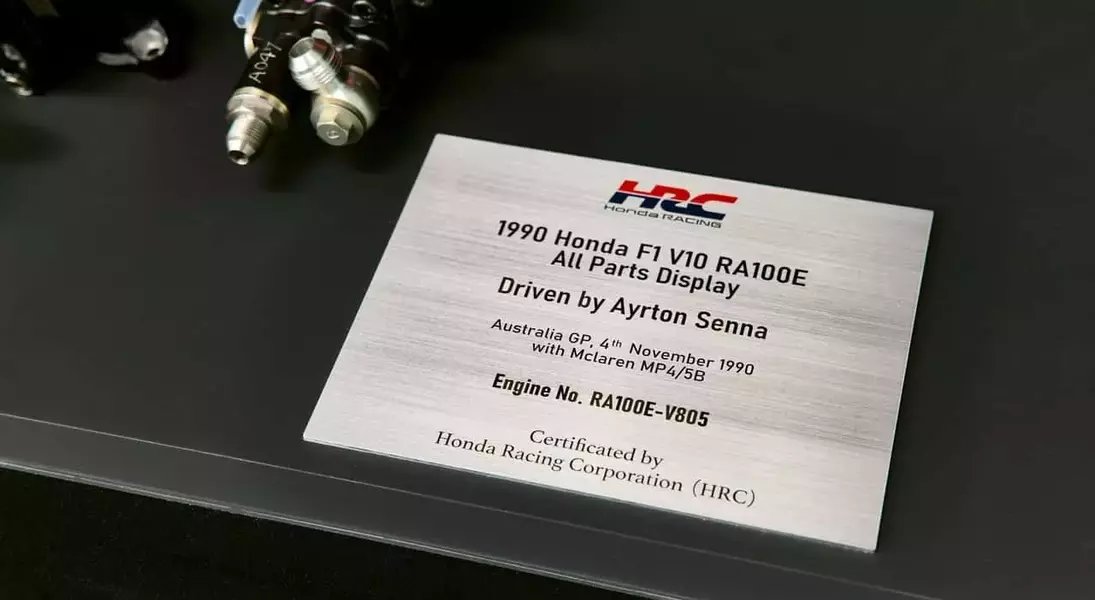 A047
HRC
Honda RACING
1990 Honda F1 V10 RA100E
All Parts Display
Driven by Ayrton Senna
Australia GP, 4th November 1990
with Mclaren MP4/5B
Engine No. RA100E-V805
Certificated by
Honda Racing Corporation (HRC)